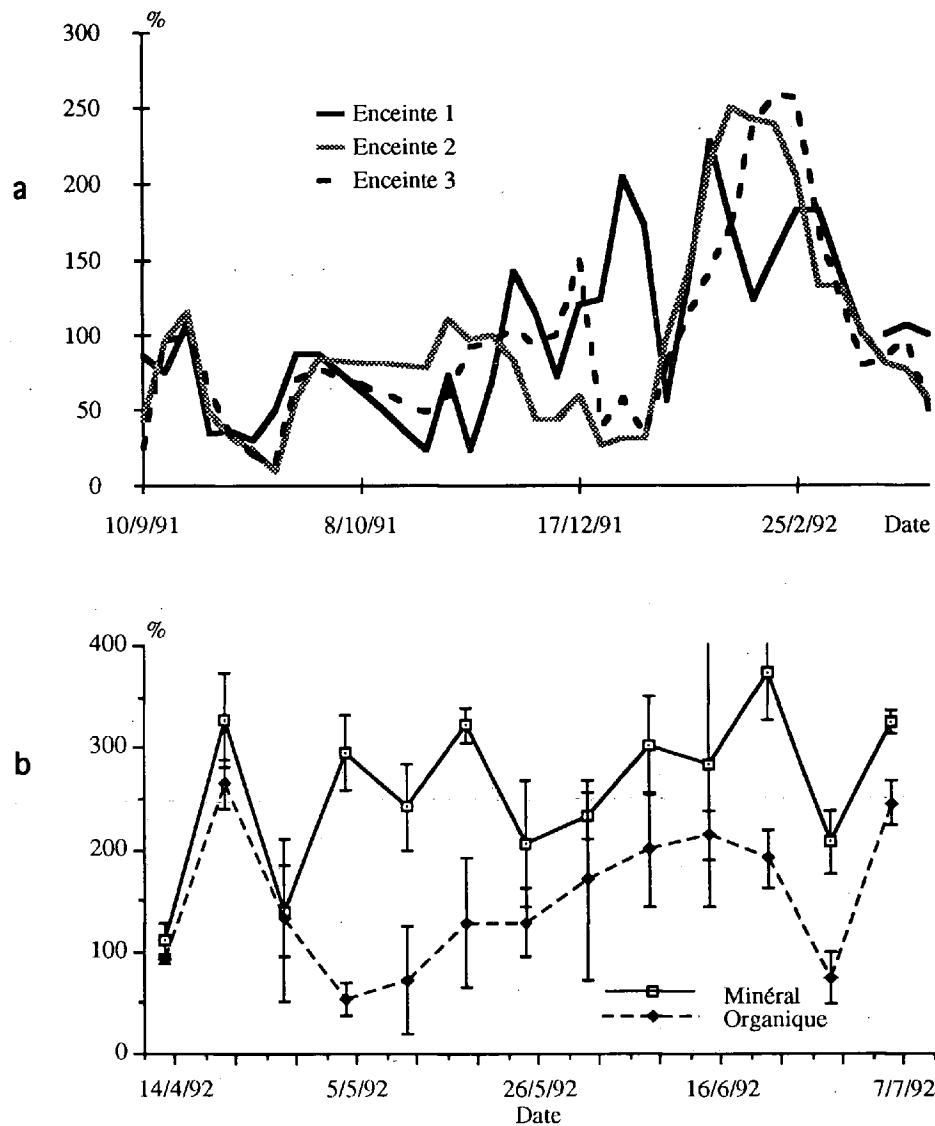 %
300
250
200
150
100
50
0
Enceinte 1
Enceinte 2
Enceinte 3
a
10/9/91 8/10/91 17/12/91 25/2/92 Date
%
400
300
200
100
0
b
Minéral
Organique
14/4/92 5/5/92 26/5/92 16/6/92 7/7/92
Date